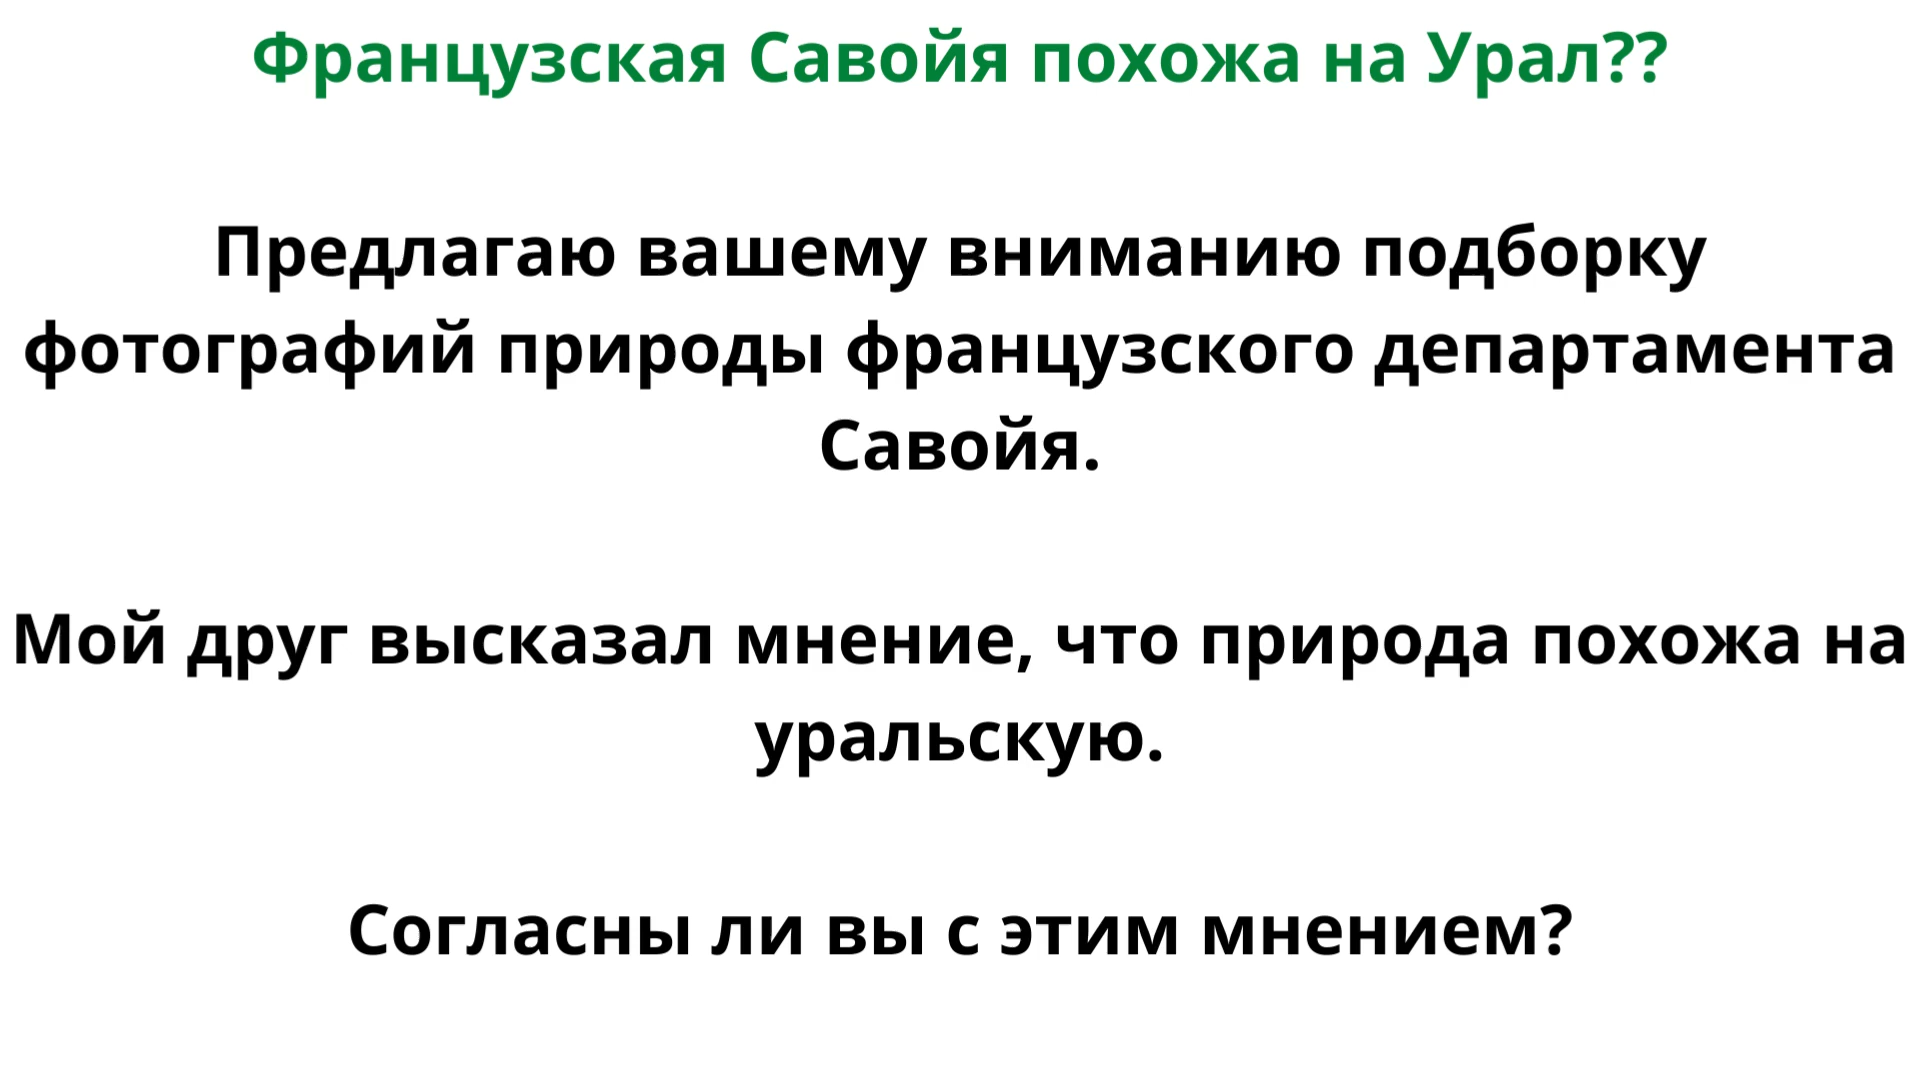 Французская Савойя похожа на Урал??
Предлагаю вашему вниманию подборку
фотографий природы французского департамента
Савойя.
Мой друг высказал мнение, что природа похожа на
уральскую.
Согласны ли вы с этим мнением?